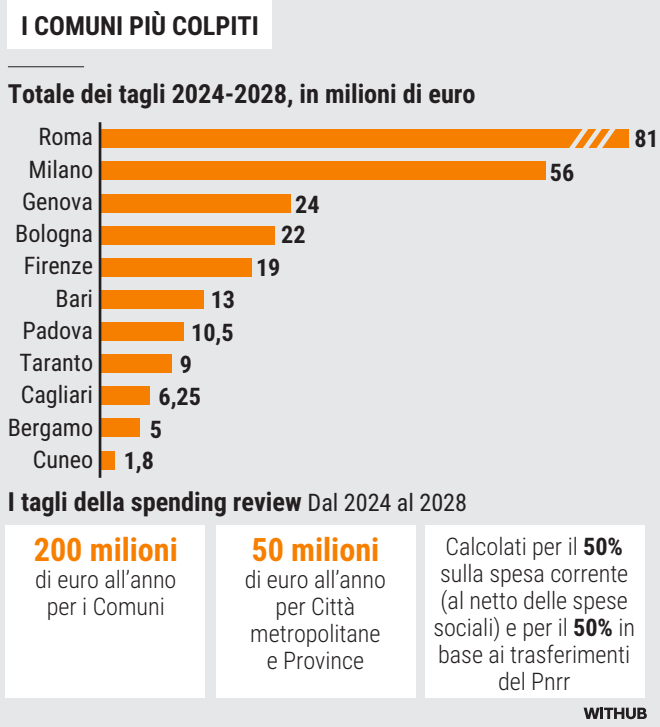 I COMUNI PIÙ COLPITI
Totale dei tagli 2024-2028, in milioni di euro
Roma 81
Milano 56
Genova 24
Bologna 22
Firenze 19
Bari 13
Padova 10,5
Taranto 9
Cagliari 6,25
Bergamo 5
Cuneo 1,8
I tagli della spending review Dal 2024 al 2028
200 milioni
di euro all’anno
per i Comuni
50 milioni
di euro all’anno
per Città
metropolitane
e Province
Calcolati per il 50%
sulla spesa corrente
(al netto delle spese
sociali) e per il 50% in
base ai trasferimenti
del Pnrr
WITHUB